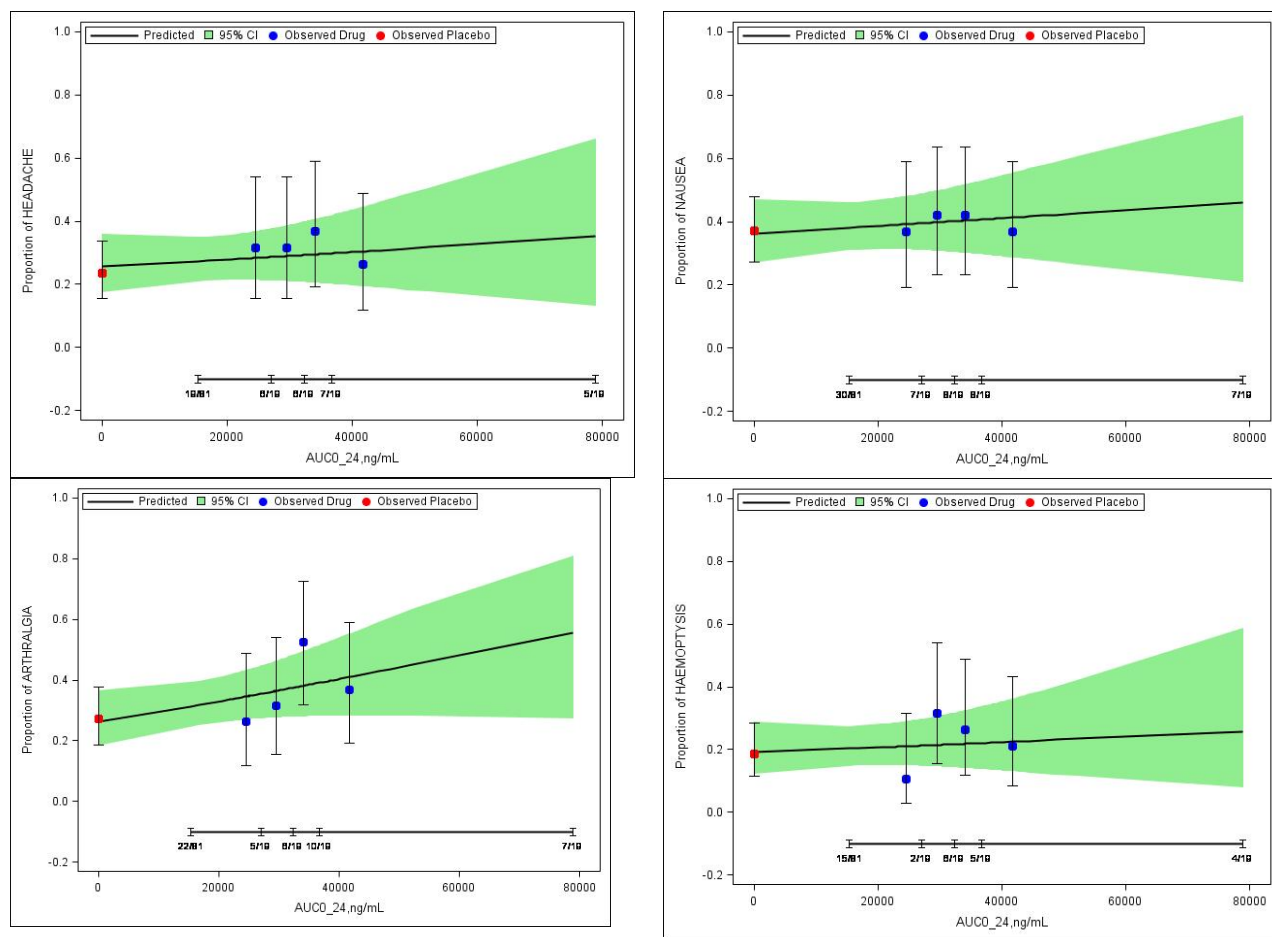 Predicted 95% CI Observed Drug Observed Placebo
1.0
0.8
0.6
0.4
0.2
0.0
-0.2
Proportion of HEADACHE
19/81 6/19 6/19 7/19 5/19
0 20000 40000 60000 80000
AUC0_24,ng/mL
Predicted 95% CI Observed Drug Observed Placebo
1.0
0.8
0.6
0.4
0.2
0.0
-0.2
Proportion of NAUSEA
30/81 7/19 8/19 8/19 7/19
0 20000 40000 60000 80000
AUC0_24,ng/mL
Predicted 95% CI Observed Drug Observed Placebo
1.0
0.8
0.6
0.4
0.2
0.0
-0.2
Proportion of ARTHRALGIA
22/81 5/19 6/19 10/19 7/19
0 20000 40000 60000 80000
AUC0_24,ng/mL
Predicted 95% CI Observed Drug Observed Placebo
1.0
0.8
0.6
0.4
0.2
0.0
-0.2
Proportion of HAEMOPTYSIS
15/81 2/19 6/19 5/19 4/19
0 20000 40000 60000 80000
AUC0_24,ng/mL